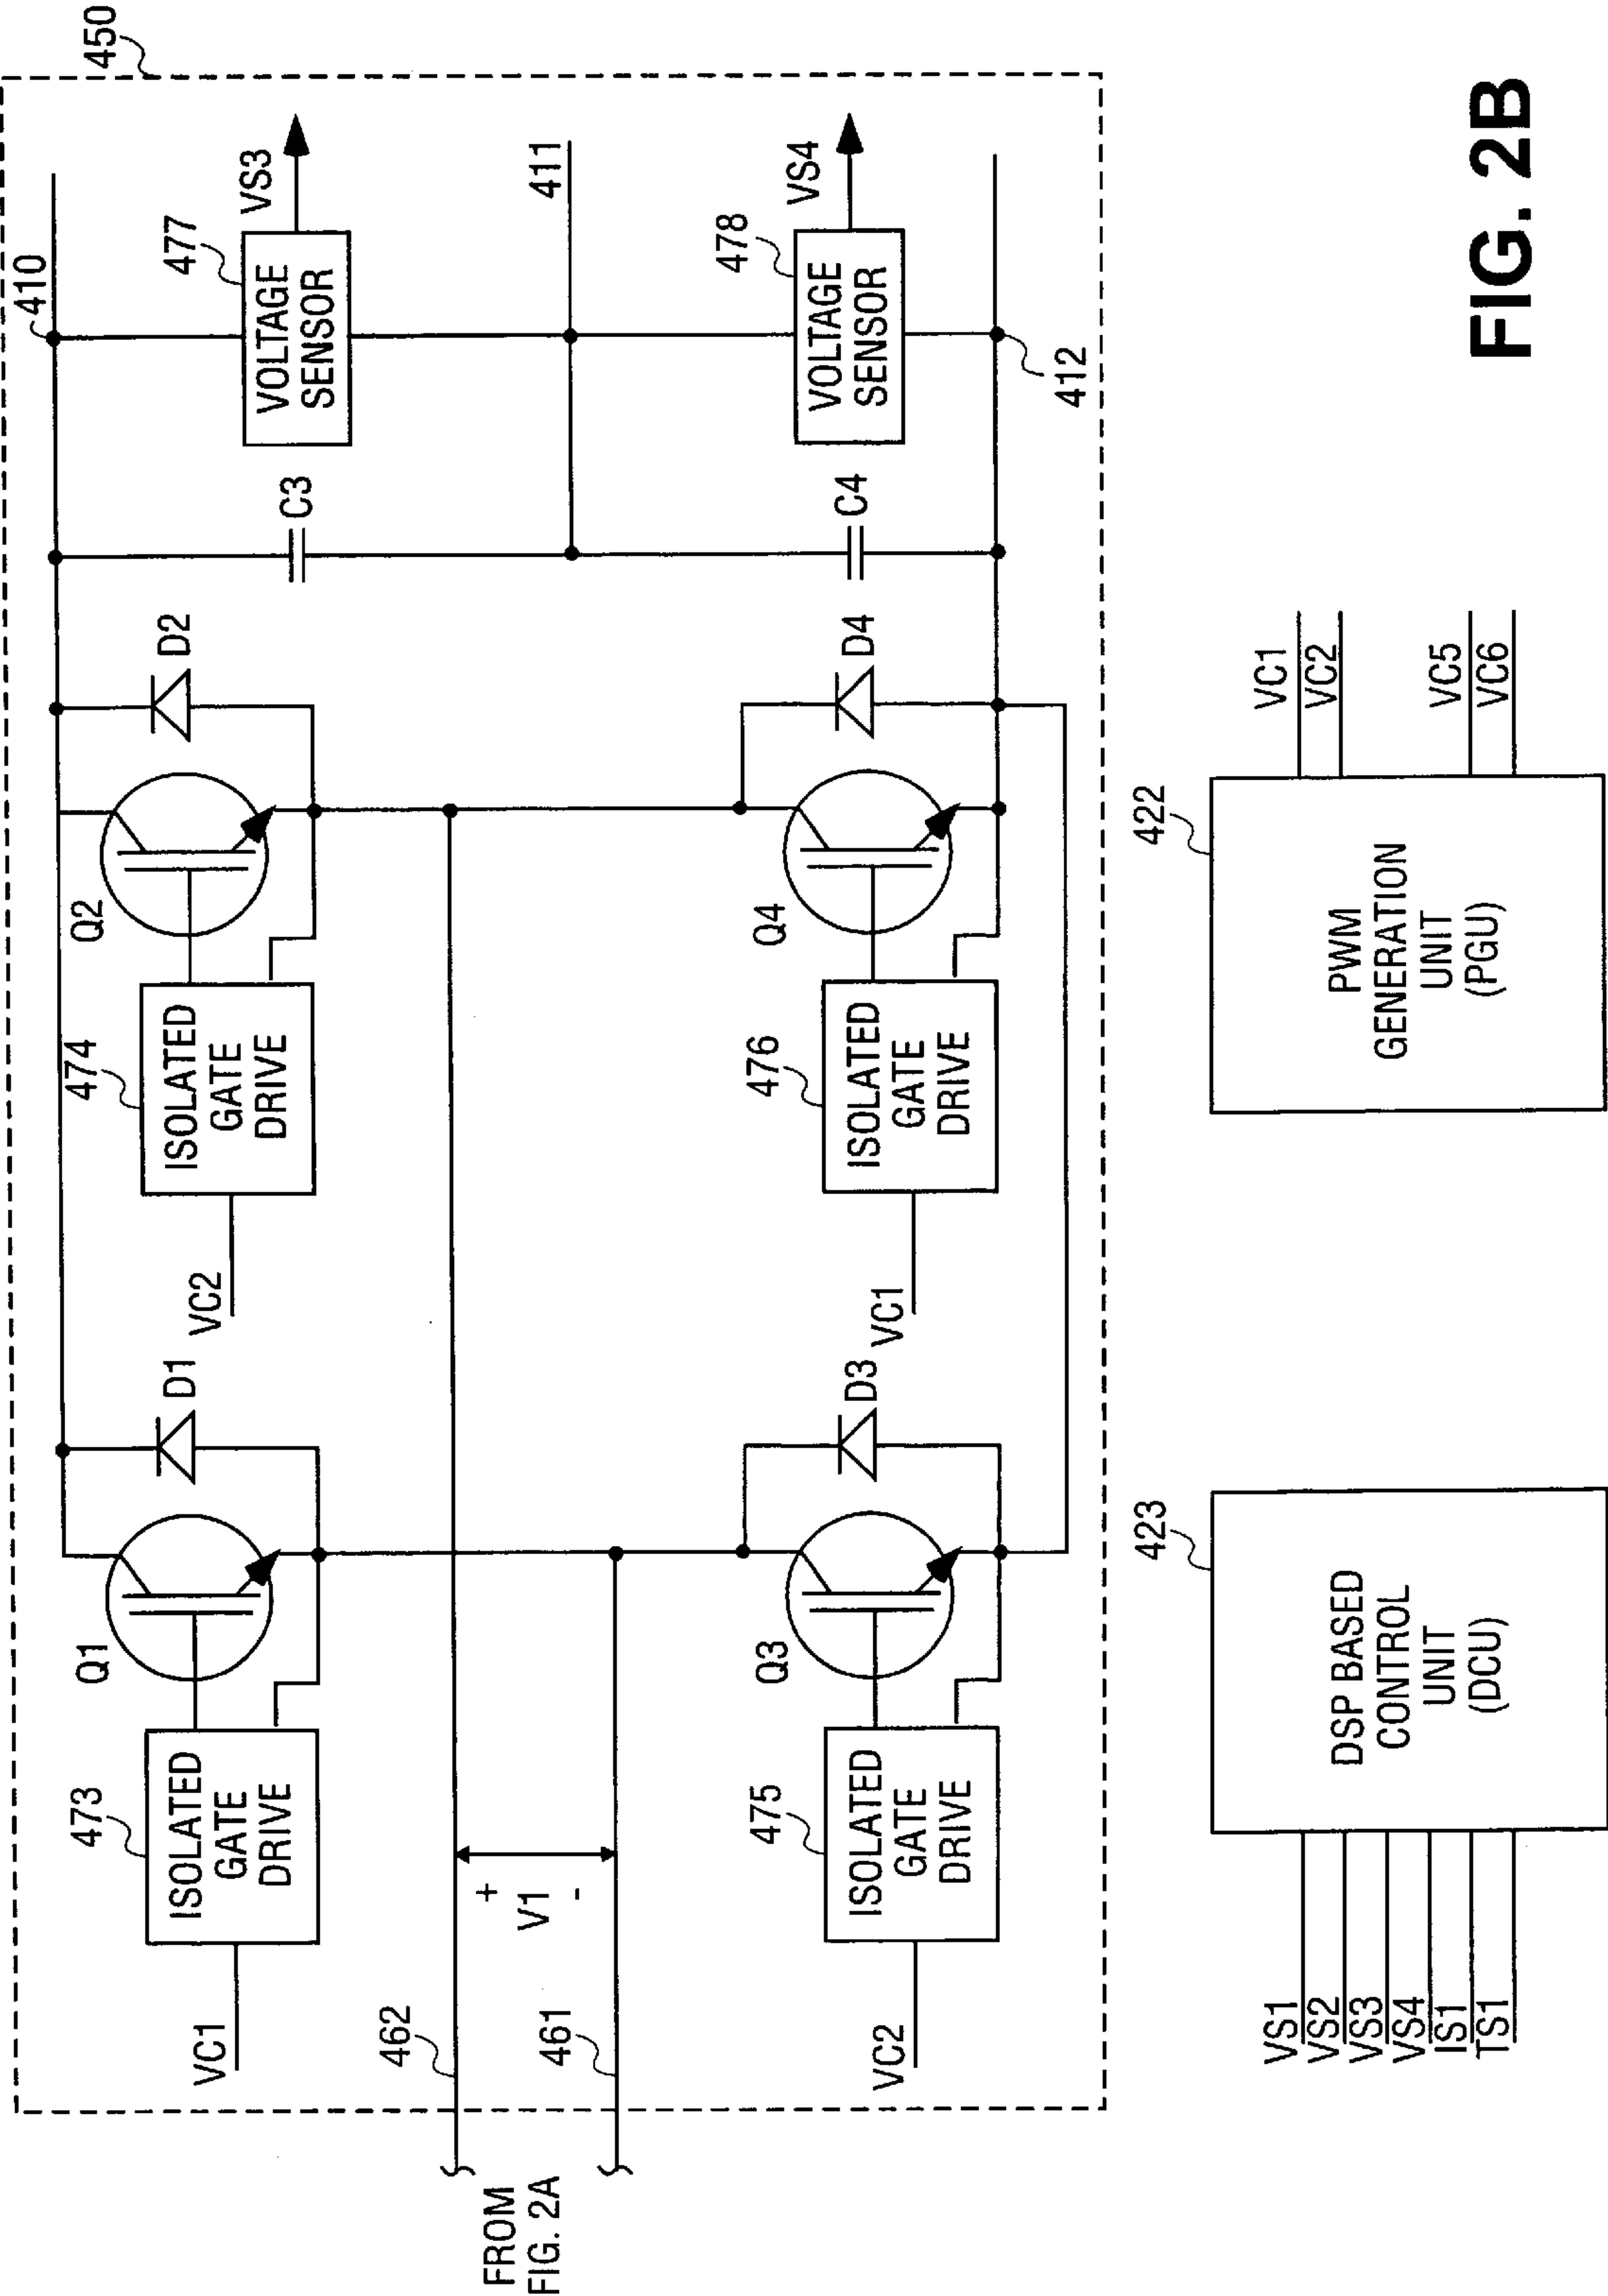 450
410
477
VS3
VOLTAGE
SENSOR
411
478
VS4
VOLTAGE
SENSOR
412
C3
C4
D2
D4
Q2
Q4
474
ISOLATED
GATE
DRIVE
VC2
476
ISOLATED
GATE
DRIVE
VC1
D1
D3
Q1
Q3
473
ISOLATED
GATE
DRIVE
VC1
475
ISOLATED
GATE
DRIVE
VC2
+
V1
-
462
461
FROM
FIG. 2A
423
DSP BASED
CONTROL
UNIT
(DCU)
VS1
VS2
VS3
VS4
IS1
TS1
422
PWM
GENERATION
UNIT
(PGU)
VC1
VC2
VC5
VC6
FIG. 2B